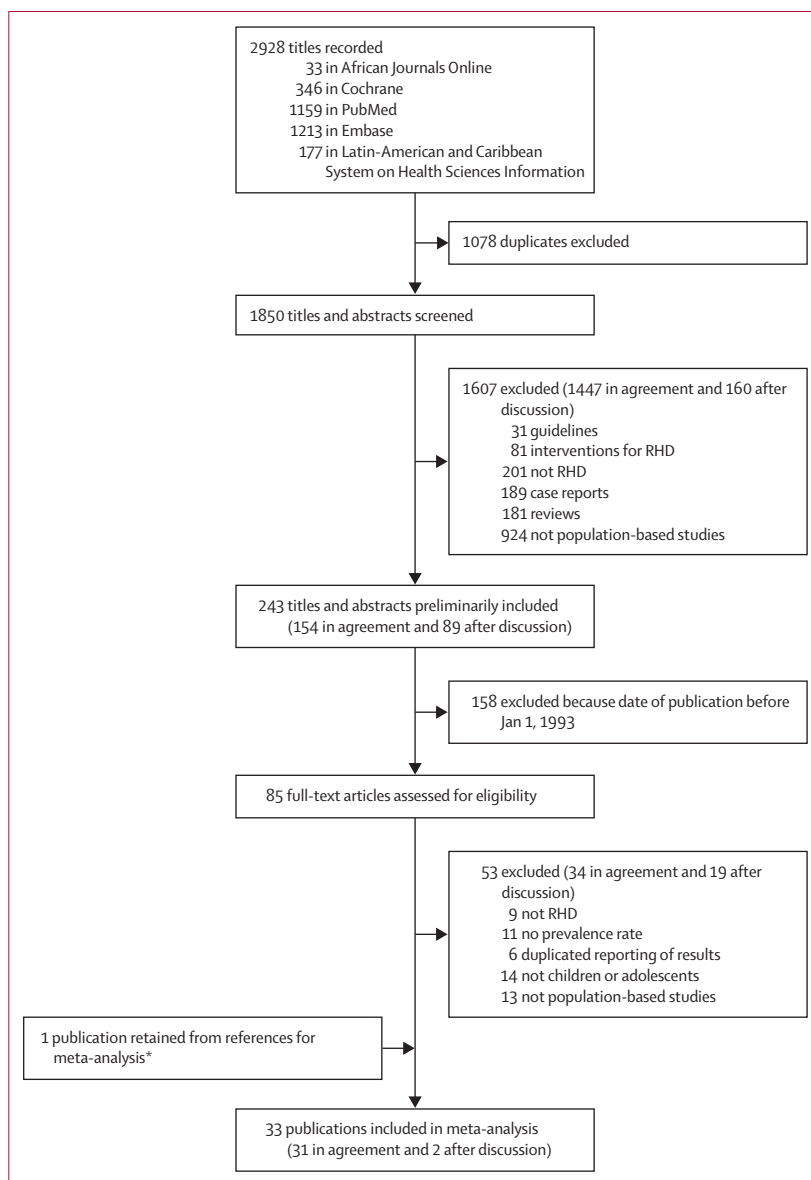 2928 titles recorded
33 in African Journals Online
346 in Cochrane
1159 in PubMed
1213 in Embase
177 in Latin-American and Caribbean
System on Health Sciences Information
1078 duplicates excluded
1850 titles and abstracts screened
1607 excluded (1447 in agreement and 160 after
discussion)
31 guidelines
81 interventions for RHD
201 not RHD
189 case reports
181 reviews
924 not population-based studies
243 titles and abstracts preliminarily included
(154 in agreement and 89 after discussion)
158 excluded because date of publication before
Jan 1, 1993
85 full-text articles assessed for eligibility
53 excluded (34 in agreement and 19 after
discussion)
9 not RHD
11 no prevalence rate
6 duplicated reporting of results
14 not children or adolescents
13 not population-based studies
1 publication retained from references for
meta-analysis*
33 publications included in meta-analysis
(31 in agreement and 2 after discussion)